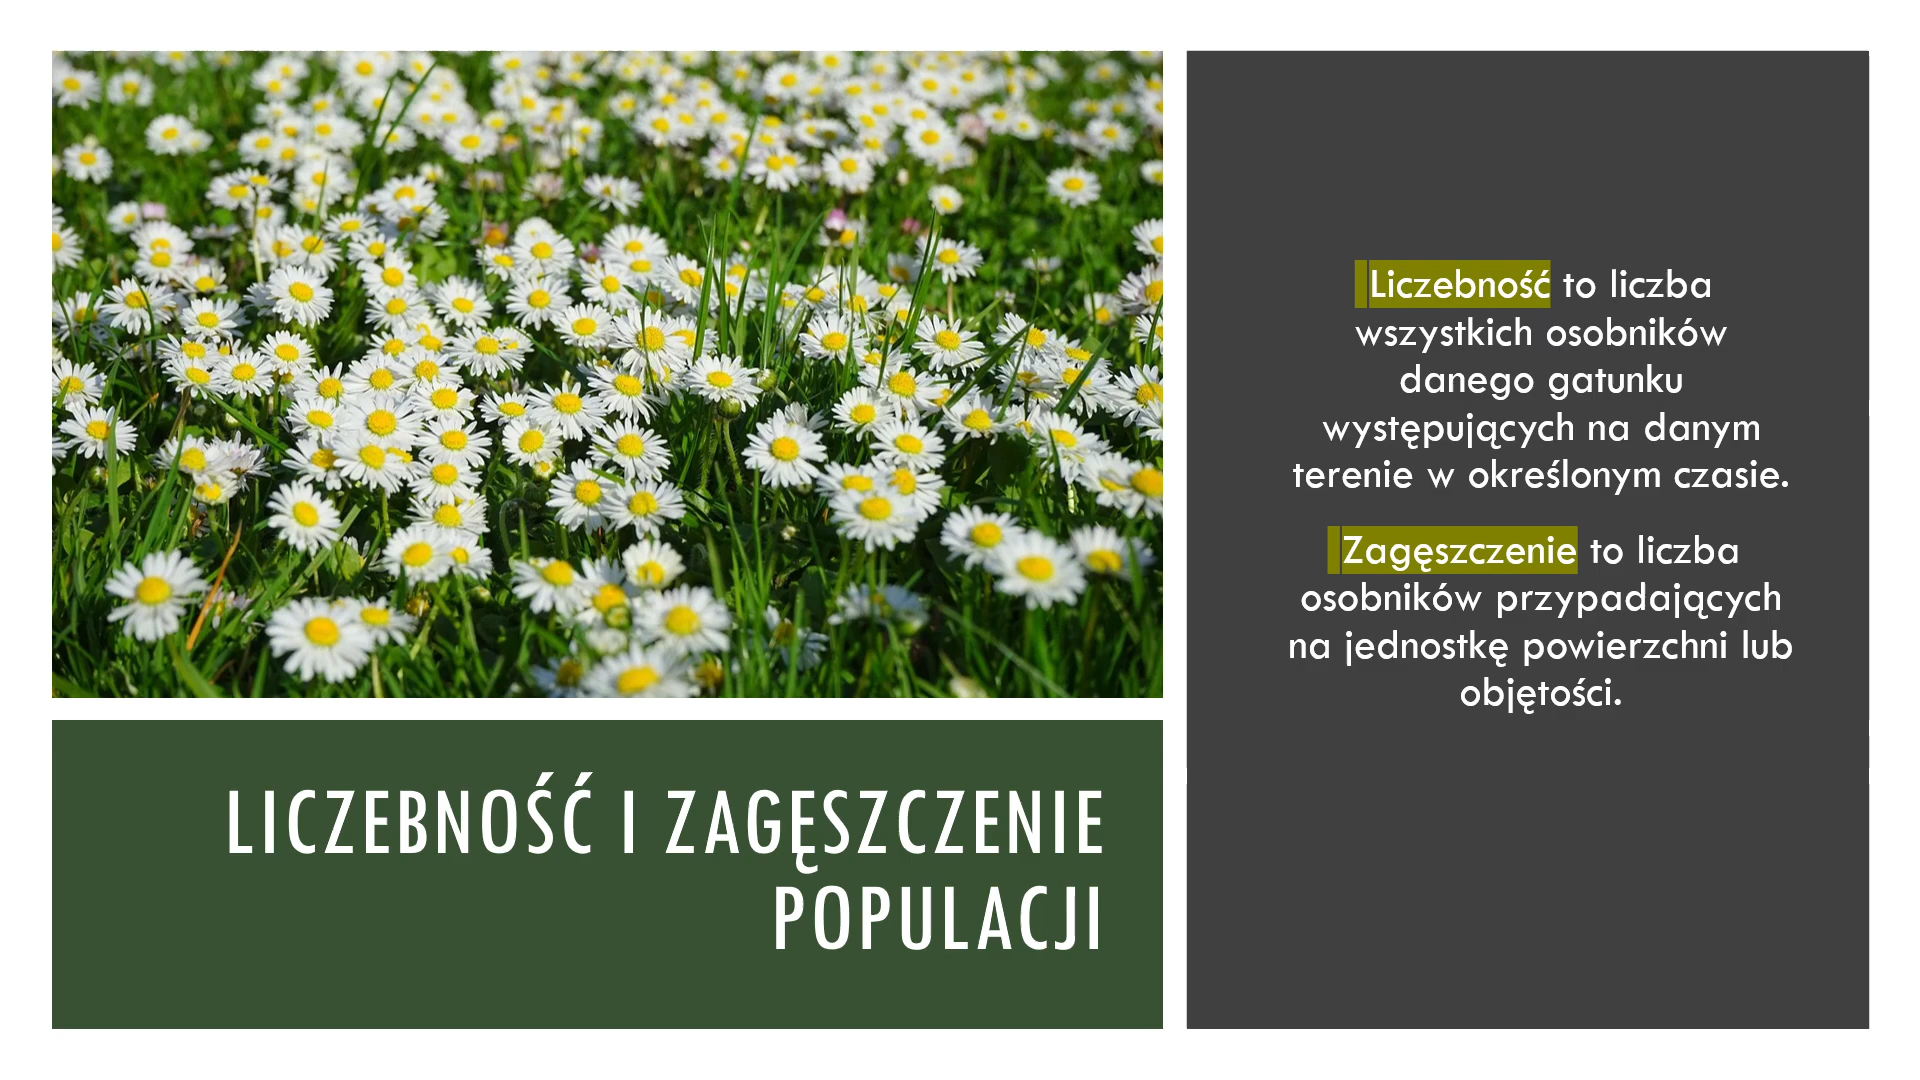 Liczebność to liczba
wszystkich osobników
danego gatunku
występujących na danym
terenie w określonym czasie.
Zagęszczenie to liczba
osobników przypadających
na jednostkę powierzchni lub
objętości.
LICZEBNOŚĆ I ZAGĘSZCZENIE
POPULACJI